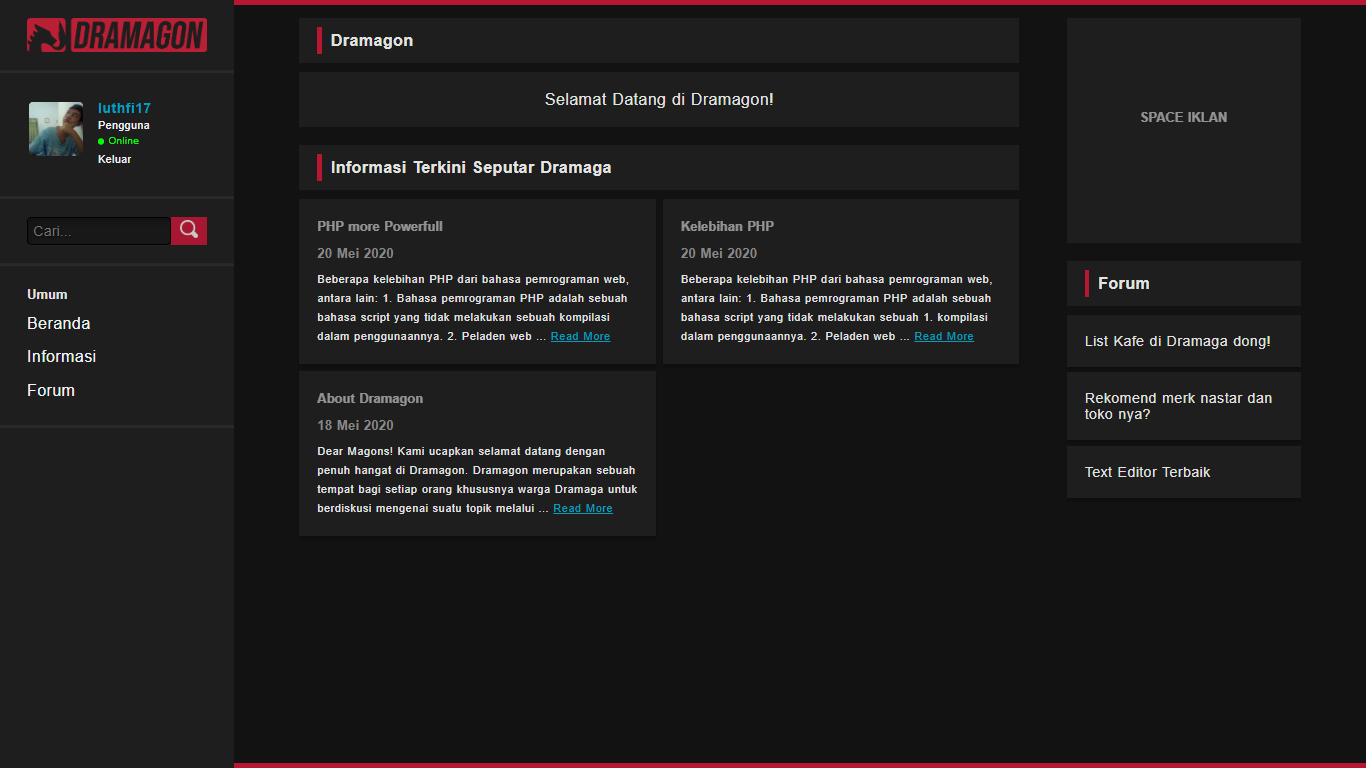 DRAMAGON
luthfi17
Pengguna
Online
Keluar
Cari...
Umum
Beranda
Informasi
Forum
Dramagon
Selamat Datang di Dramagon!
Informasi Terkini Seputar Dramaga
PHP more Powerfull
20 Mei 2020
Beberapa kelebihan PHP dari bahasa pemrograman web,
antara lain: 1. Bahasa pemrograman PHP adalah sebuah
bahasa script yang tidak melakukan sebuah kompilasi
dalam penggunaannya. 2. Peladen web ... Read More
Kelebihan PHP
20 Mei 2020
Beberapa kelebihan PHP dari bahasa pemrograman web,
antara lain: 1. Bahasa pemrograman PHP adalah sebuah
bahasa script yang tidak melakukan sebuah 1. kompilasi
dalam penggunaannya. 2. Peladen web ... Read More
About Dramagon
18 Mei 2020
Dear Magons! Kami ucapkan selamat datang dengan
penuh hangat di Dramagon. Dramagon merupakan sebuah
tempat bagi setiap orang khususnya warga Dramaga untuk
berdiskusi mengenai suatu topik melalui ... Read More
SPACE IKLAN
Forum
List Kafe di Dramaga dong!
Rekomend merk nastar dan
toko nya?
Text Editor Terbaik